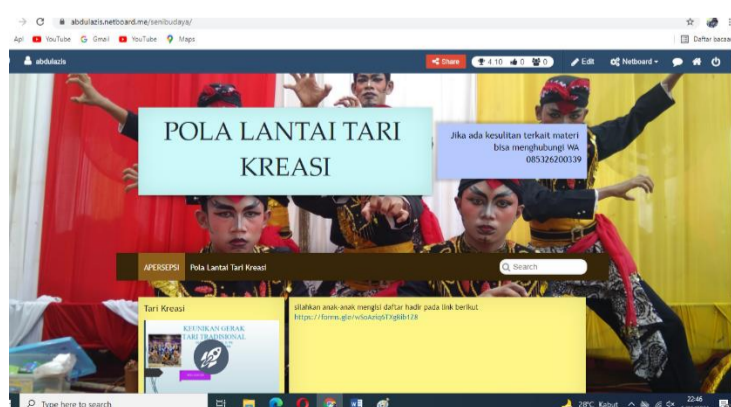 abdulazis.netboard.me/senibudaya/
YouTube Gmail YouTube Maps
Daftar bacaan
abdulazis
Share
4.10 0 0
Edit
Netboard
POLA LANTAI TARI
KREASI
Jika ada kesulitan terkait materi
bisa menghubungi WA
085326200339
APERSEPSI Pola Lantai Tari Kreasi
Search
Tari Kreasi
KEUNIKAN GERAK
TARI TRADISIONAL
silahkan anak-anak mengisi daftar hadir pada link berikut
Type here to search
28°C Kabut
22:46